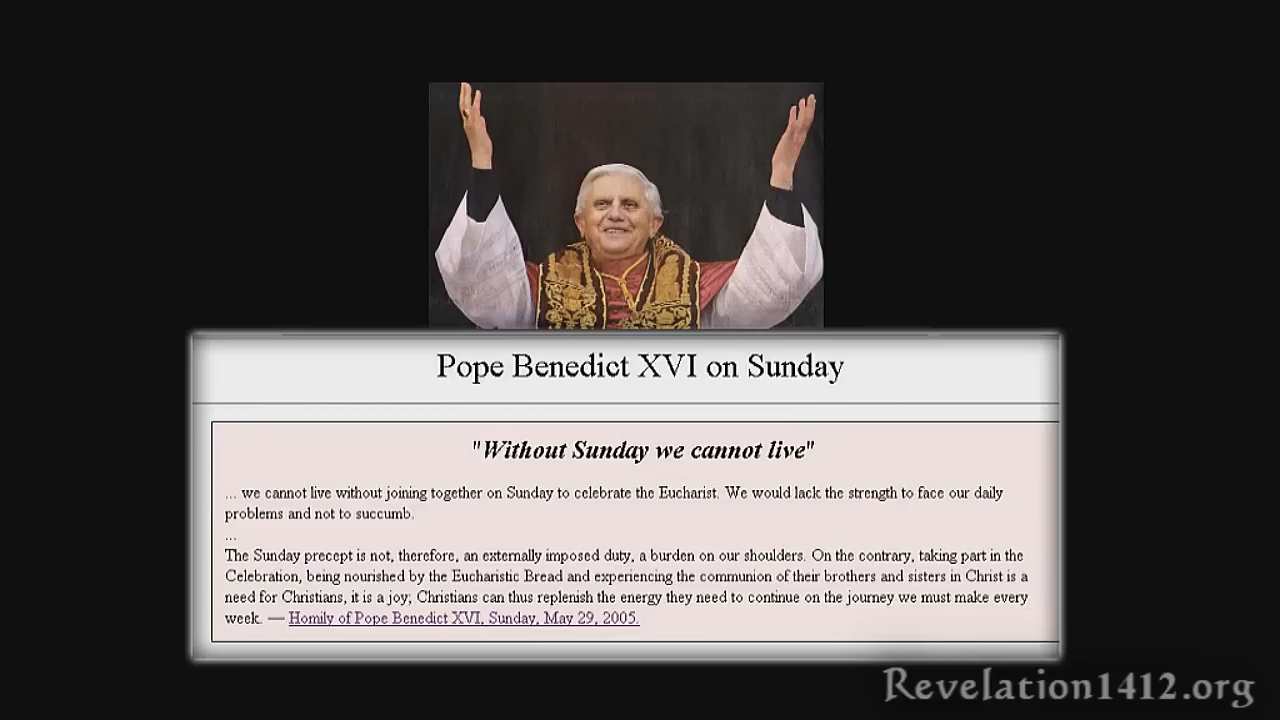 Pope Benedict XVI on Sunday
"Without Sunday we cannot live"
... we cannot live without joining together on Sunday to celebrate the Eucharist. We would lack the strength to face our daily
problems and not to succumb.
...
The Sunday precept is not, therefore, an externally imposed duty, a burden on our shoulders. On the contrary, taking part in the
Celebration, being nourished by the Eucharistic Bread and experiencing the communion of their brothers and sisters in Christ is a
need for Christians, it is a joy; Christians can thus replenish the energy they need to continue on the journey we must make every
week. — Homily of Pope Benedict XVI, Sunday, May 29, 2005.
Revelation1412.org